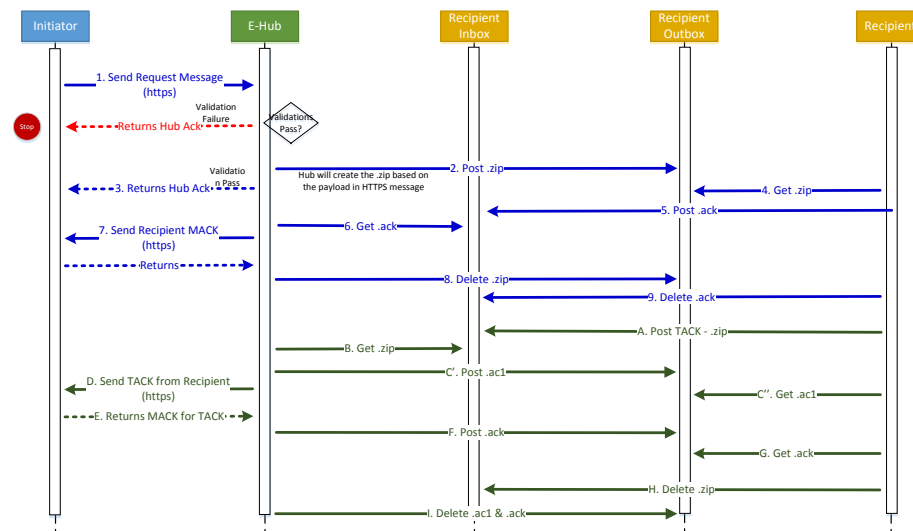 Initiator
E-Hub
Recipient
Inbox
Recipient
Outbox
Recipient
1. Send Request Message
(https)
Validation
Failure
Validations
Pass?
Stop
Returns Hub Ack
2. Post .zip
Validatio
n Pass
Hub will create the .zip based on
the payload in HTTPS message
3. Returns Hub Ack
4. Get .zip
5. Post .ack
6. Get .ack
7. Send Recipient MACK
(https)
Returns
8. Delete .zip
9. Delete .ack
A. Post TACK - .zip
B. Get .zip
C'. Post .ac1
D. Send TACK from Recipient
(https)
C''. Get .ac1
E. Returns MACK for TACK
F. Post .ack
G. Get .ack
H. Delete .zip
I. Delete .ac1 & .ack